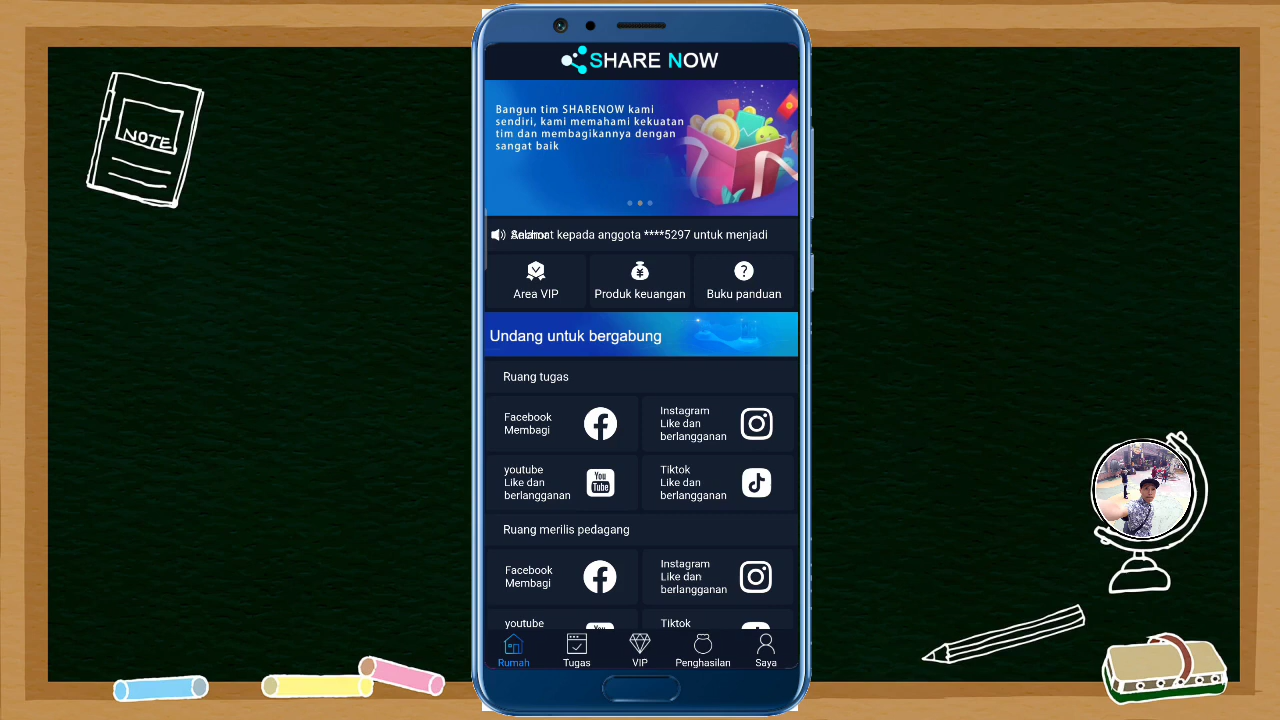 NOTE
SHARE NOW
Bangun tim SHARENOW kami
sendiri, kami memahami kekuatan
tim dan membagikannya dengan
sangat baik
kepada anggota ****5297 untuk menjadi
Area VIP
Produk keuangan
Buku panduan
Undang untuk bergabung
Ruang tugas
Facebook
Membagi
Instagram
Like dan
berlangganan
youtube
Like dan
berlangganan
You
Tube
Tiktok
Like dan
berlangganan
Ruang merilis pedagang
Facebook
Membagi
Instagram
Like dan
berlangganan
youtube
Tiktok
Rumah
Tugas
VIP
Penghasilan
Saya